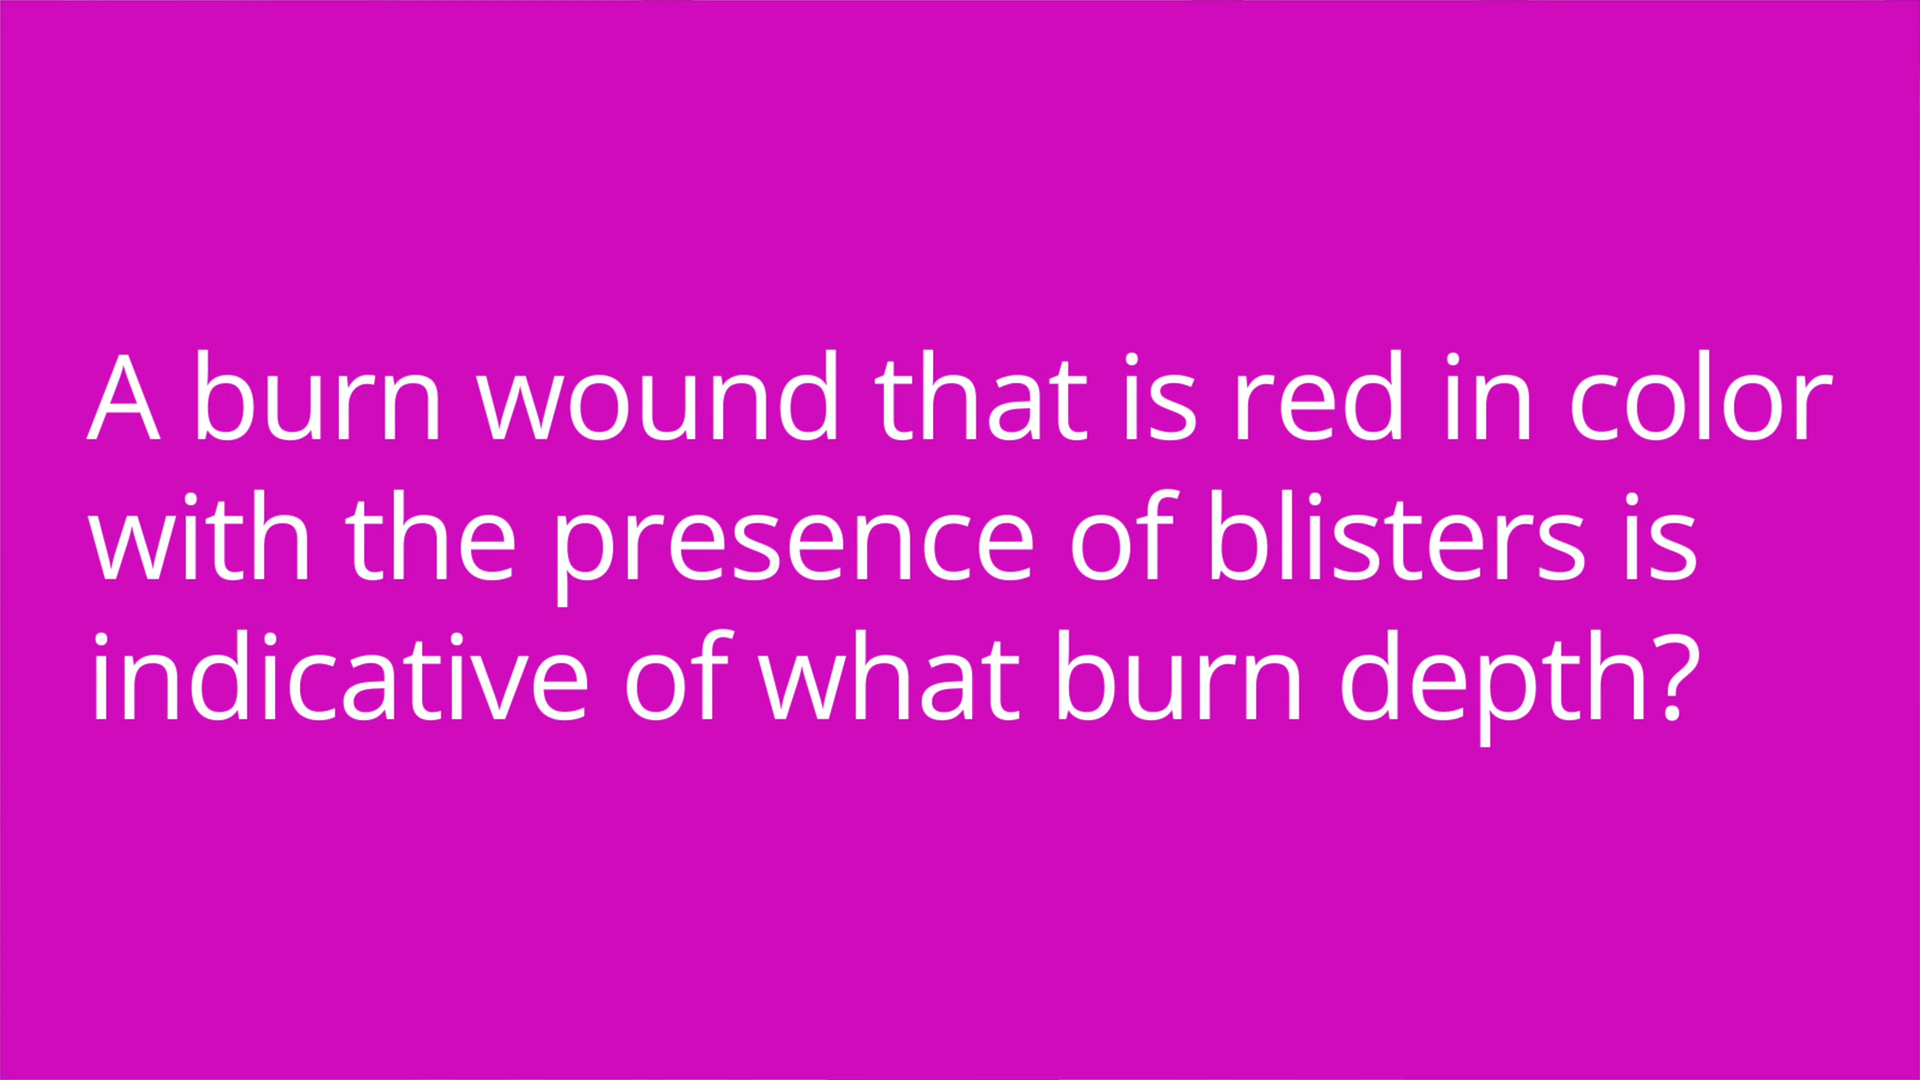 A burn wound that is red in color
with the presence of blisters is
indicative of what burn depth?